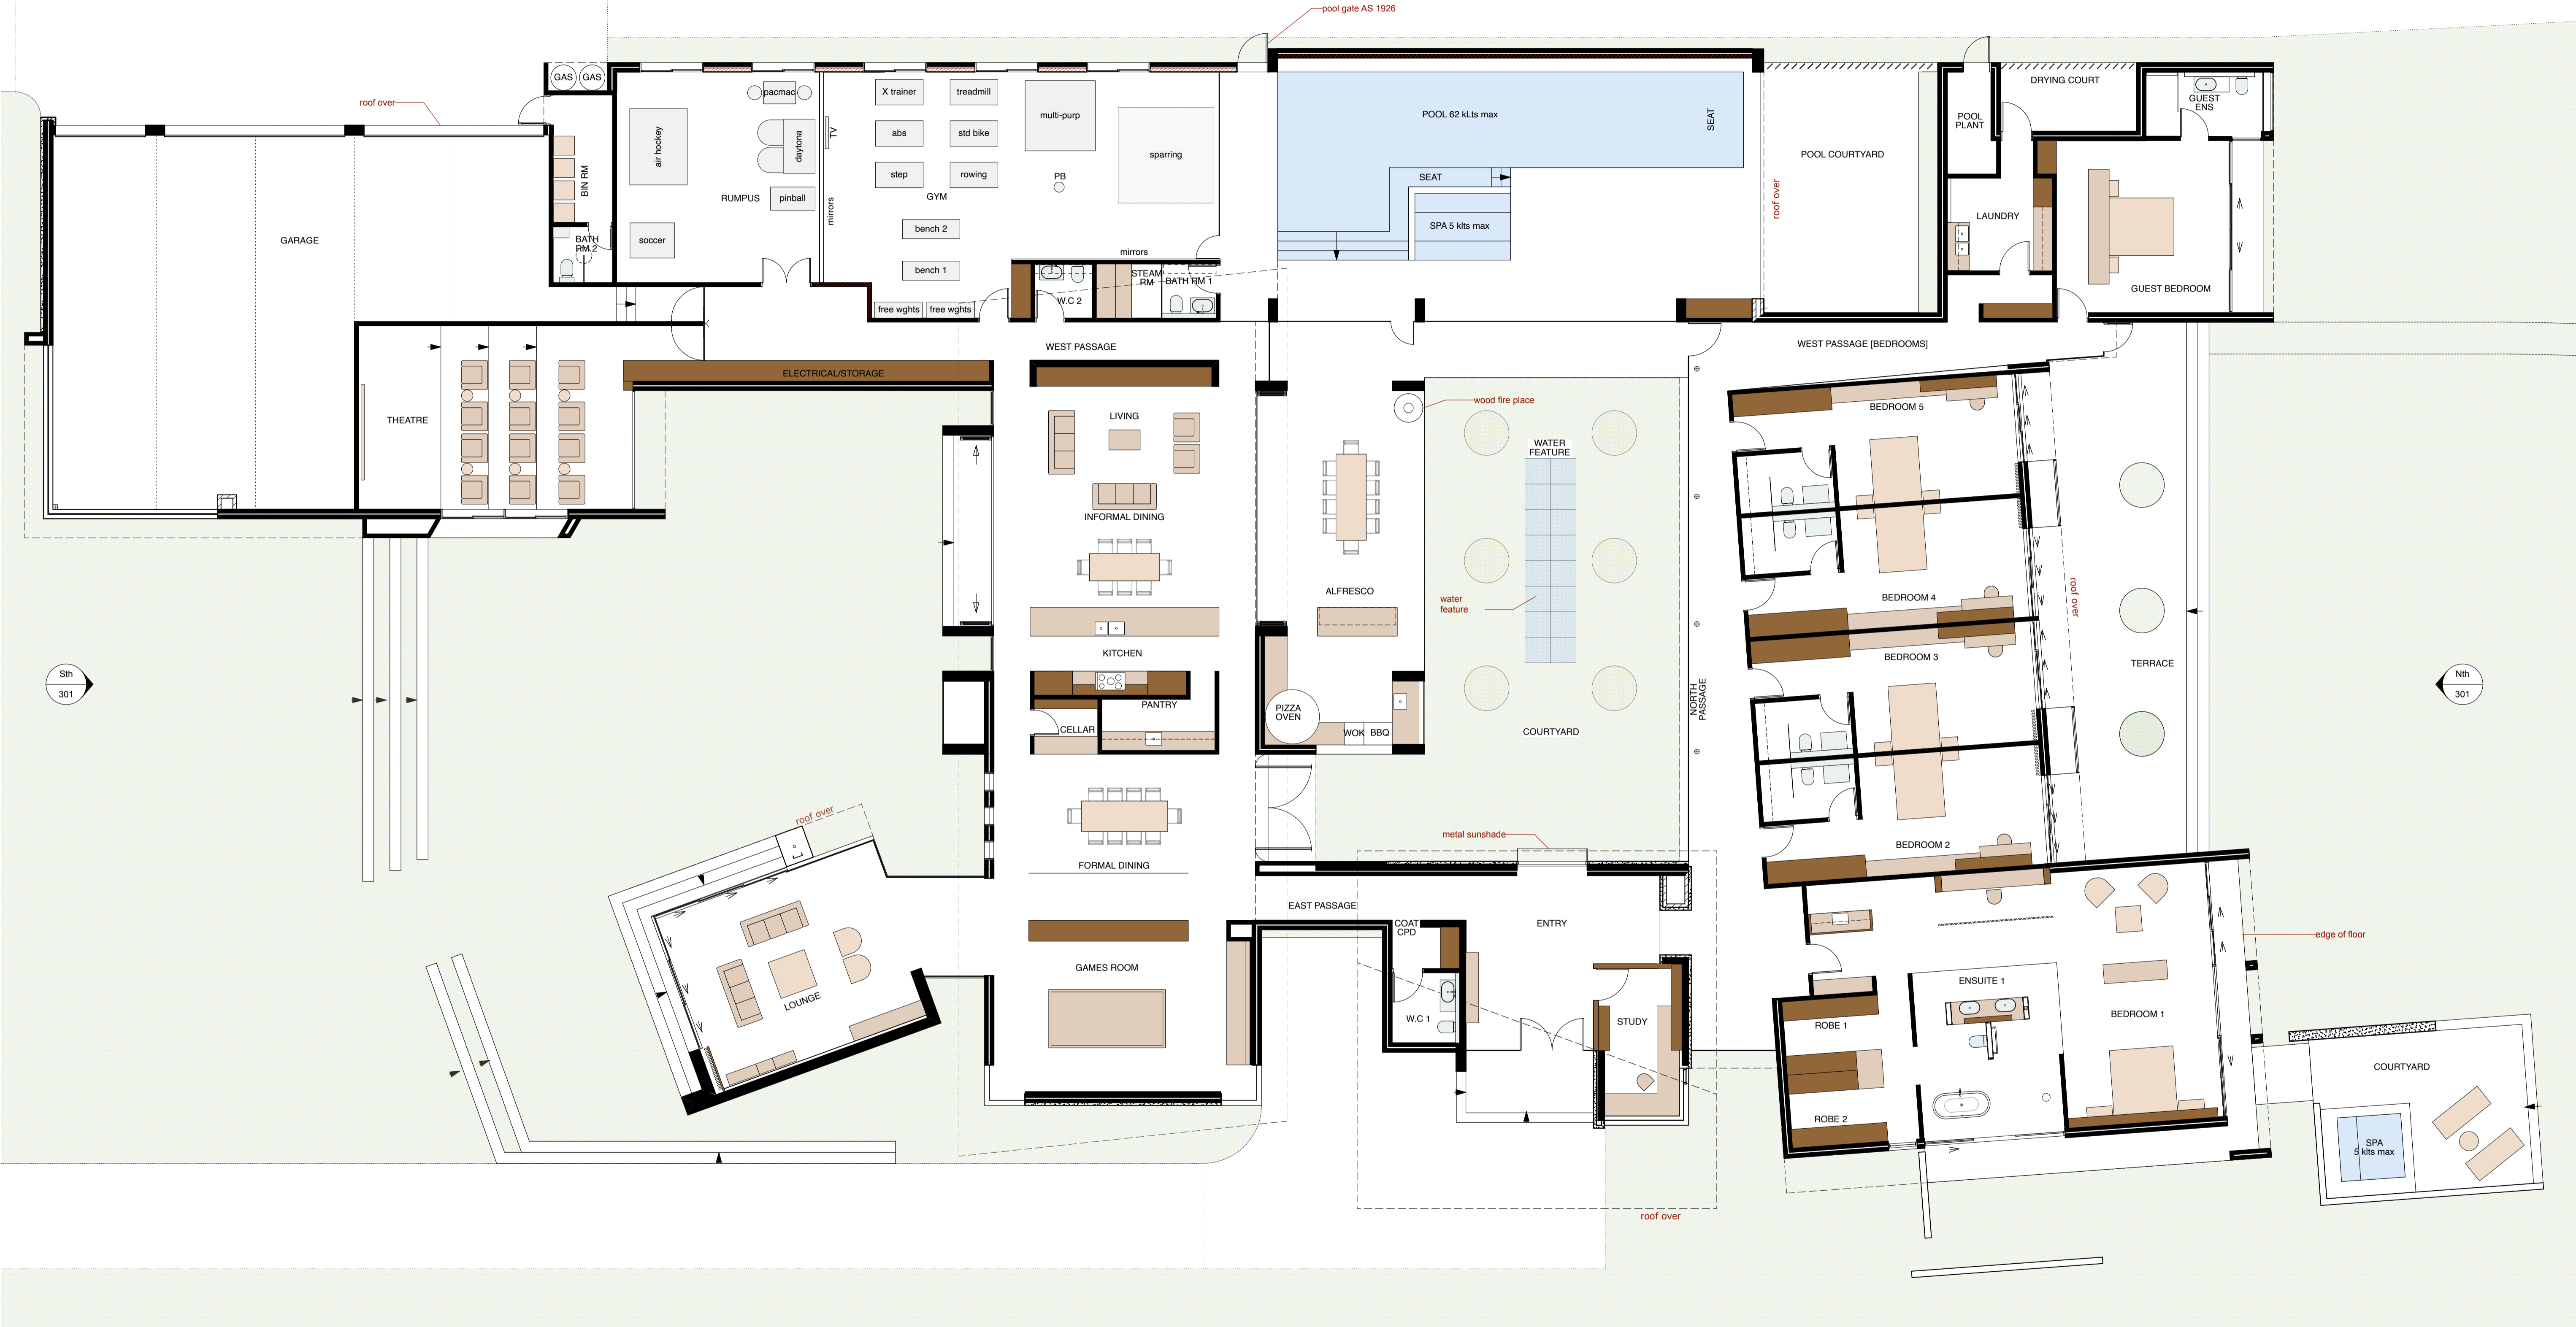 pool gate AS 1926
GAS
GAS
roof over
BIN RM
BATH
RM 2
GARAGE
air hockey
pacmac
daytona
pinball
RUMPUS
soccer
TV
mirrors
X trainer
treadmill
abs
std bike
step
rowing
GYM
bench 2
bench 1
free wghts
free wghts
multi-purp
PB
sparring
mirrors
W.C 2
STEAM
RM
BATH RM 1
POOL 62 kLts max
SEAT
SEAT
SPA 5 klts max
POOL COURTYARD
roof over
POOL
PLANT
DRYING COURT
GUEST
ENS
LAUNDRY
GUEST BEDROOM
WEST PASSAGE
WEST PASSAGE [BEDROOMS]
ELECTRICAL/STORAGE
THEATRE
LIVING
INFORMAL DINING
KITCHEN
PANTRY
CELLAR
FORMAL DINING
GAMES ROOM
LOUNGE
roof over
wood fire place
WATER
FEATURE
water
feature
ALFRESCO
PIZZA
OVEN
WOK
BBQ
COURTYARD
NORTH
PASSAGE
metal sunshade
EAST PASSAGE
COAT
CPD
W.C 1
ENTRY
STUDY
roof over
BEDROOM 5
BEDROOM 4
BEDROOM 3
BEDROOM 2
roof over
TERRACE
edge of floor
ENSUITE 1
BEDROOM 1
ROBE 1
ROBE 2
COURTYARD
SPA
5 klts max
Sth
301
Nth
301